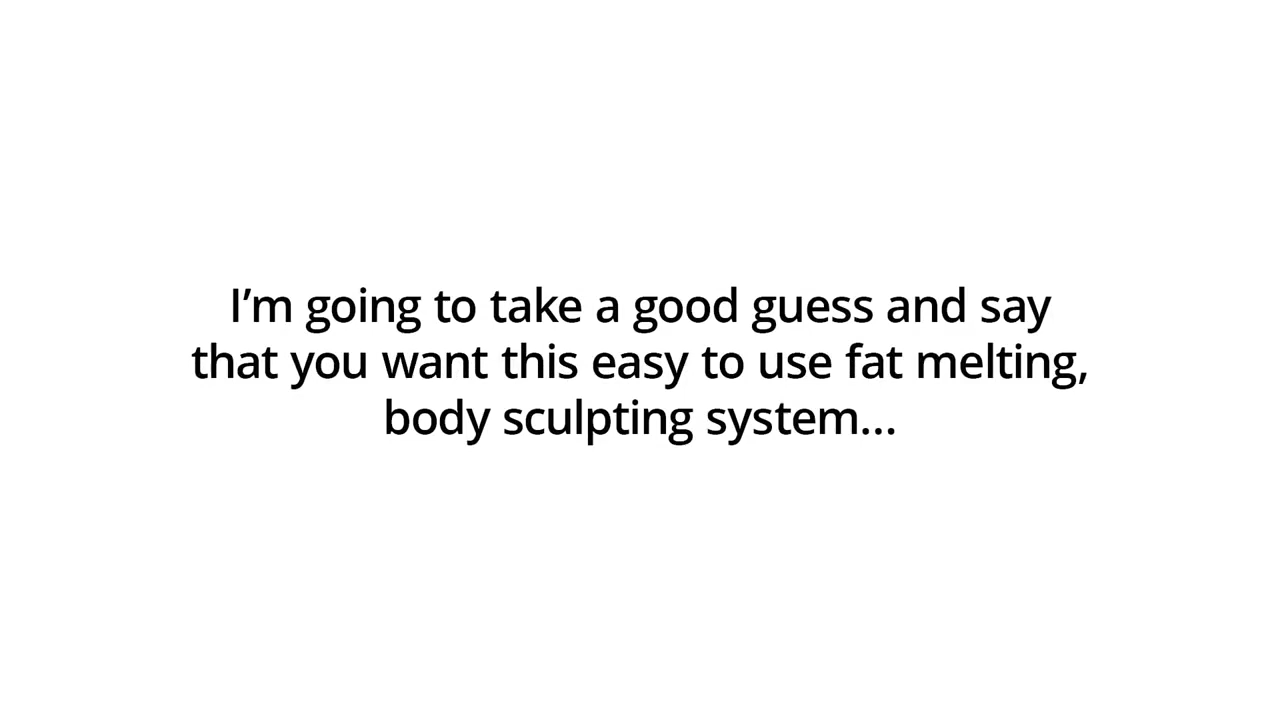 I’m going to take a good guess and say
that you want this easy to use fat melting,
body sculpting system...